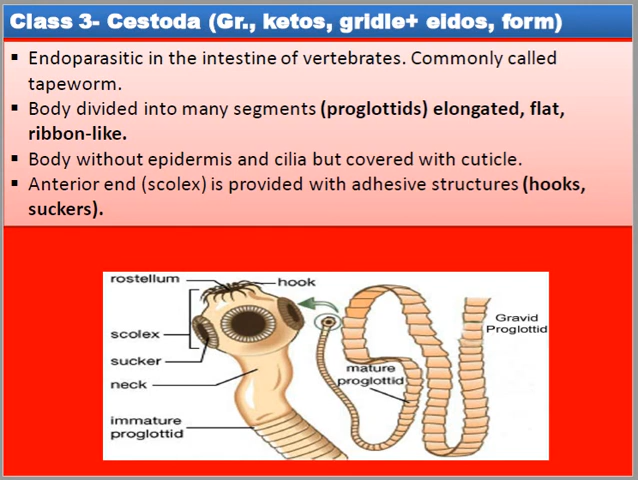 Class 3- Cestoda (Gr., ketos, gridle+ eidos, form)
▪ Endoparasitic in the intestine of vertebrates. Commonly called
tapeworm.
▪ Body divided into many segments (proglottids) elongated, flat,
ribbon-like.
▪ Body without epidermis and cilia but covered with cuticle.
▪ Anterior end (scolex) is provided with adhesive structures (hooks,
suckers).
rostellum
hook
scolex
sucker
neck
immature
proglottid
mature
proglottid
Gravid
Proglottid